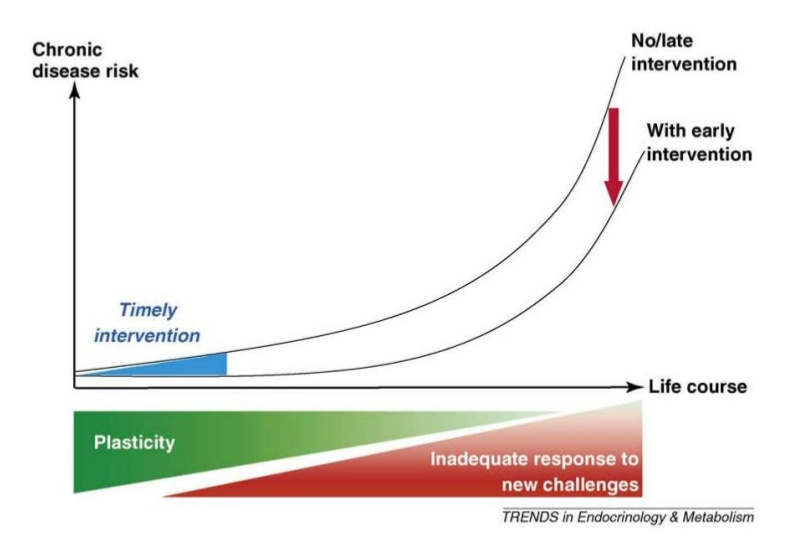 Chronic
disease risk
No/late
intervention
With early
intervention
Timely
intervention
Life course
Plasticity
Inadequate response to
new challenges
TRENDS in Endocrinology & Metabolism